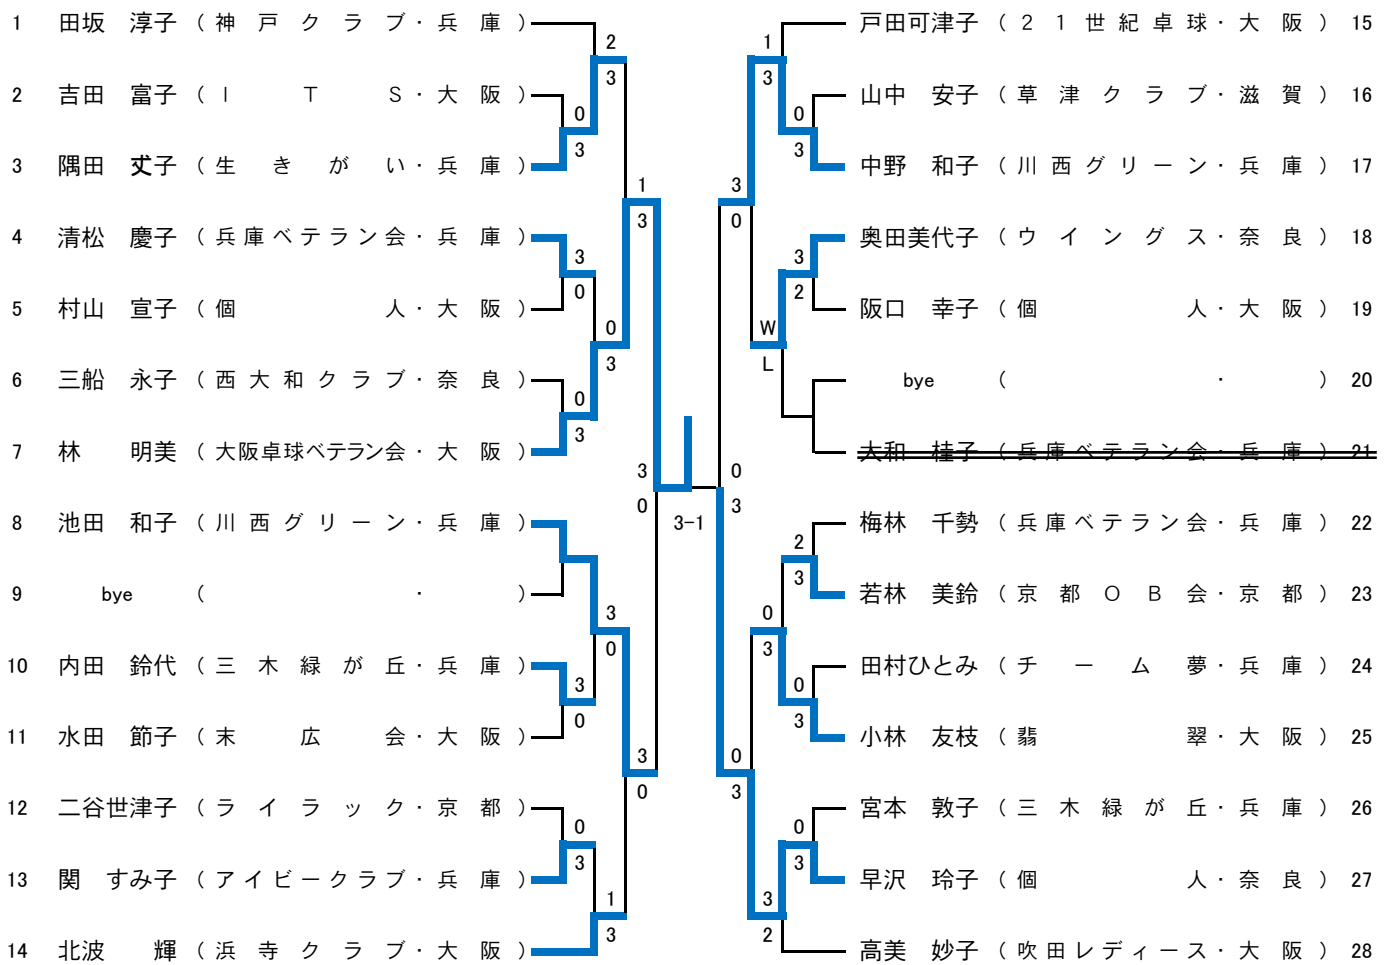 1 田坂 淳子 （ 神 戸 ク ラ ブ ・ 兵 庫 ）
2 吉田 富子 （ Ｉ Ｔ Ｓ ・ 大 阪 ）
3 隅田 丈子 （ 生 き が い ・ 兵 庫 ）
4 清松 慶子 （ 兵庫ベテラン会 ・ 兵 庫 ）
5 村山 宣子 （ 個 人 ・ 大 阪 ）
6 三船 永子 （ 西 大 和 ク ラ ブ ・ 奈 良 ）
7 林 明美 （ 大阪卓球ベテラン会 ・ 大 阪 ）
8 池田 和子 （ 川 西 グ リ ー ン ・ 兵 庫 ）
9 bye （ ・ ）
10 内田 鈴代 （ 三 木 緑 が 丘 ・ 兵 庫 ）
11 水田 節子 （ 末 広 会 ・ 大 阪 ）
12 二谷世津子 （ ラ イ ラ ッ ク ・ 京 都 ）
13 関 すみ子 （ アイビークラブ ・ 兵 庫 ）
14 北波 輝 （ 浜 寺 ク ラ ブ ・ 大 阪 ）
2
3
0
3
1
3
3
0
0
3
0
3
3
0
3
0
3
0
3
0
0
3
1
3
3-1
1
3
0
3
3
0
3
2
W
L
0
3
2
3
0
3
0
3
0
3
0
3
3
2
戸田可津子 （ ２ １ 世 紀 卓 球 ・ 大 阪 ） 15
山中 安子 （ 草 津 ク ラ ブ ・ 滋 賀 ） 16
中野 和子 （ 川 西 グ リ ー ン ・ 兵 庫 ） 17
奥田美代子 （ ウ イ ン グ ス ・ 奈 良 ） 18
阪口 幸子 （ 個 人 ・ 大 阪 ） 19
bye （ ・ ） 20
大和 桂子 （ 兵庫ベテラン会 ・ 兵 庫 ） 21
梅林 千勢 （ 兵庫ベテラン会 ・ 兵 庫 ） 22
若林 美鈴 （ 京 都 Ｏ Ｂ 会 ・ 京 都 ） 23
田村ひとみ （ チ ー ム 夢 ・ 兵 庫 ） 24
小林 友枝 （ 翡 翠 ・ 大 阪 ） 25
宮本 敦子 （ 三 木 緑 が 丘 ・ 兵 庫 ） 26
早沢 玲子 （ 個 人 ・ 奈 良 ） 27
高美 妙子 （ 吹田レディース ・ 大 阪 ） 28